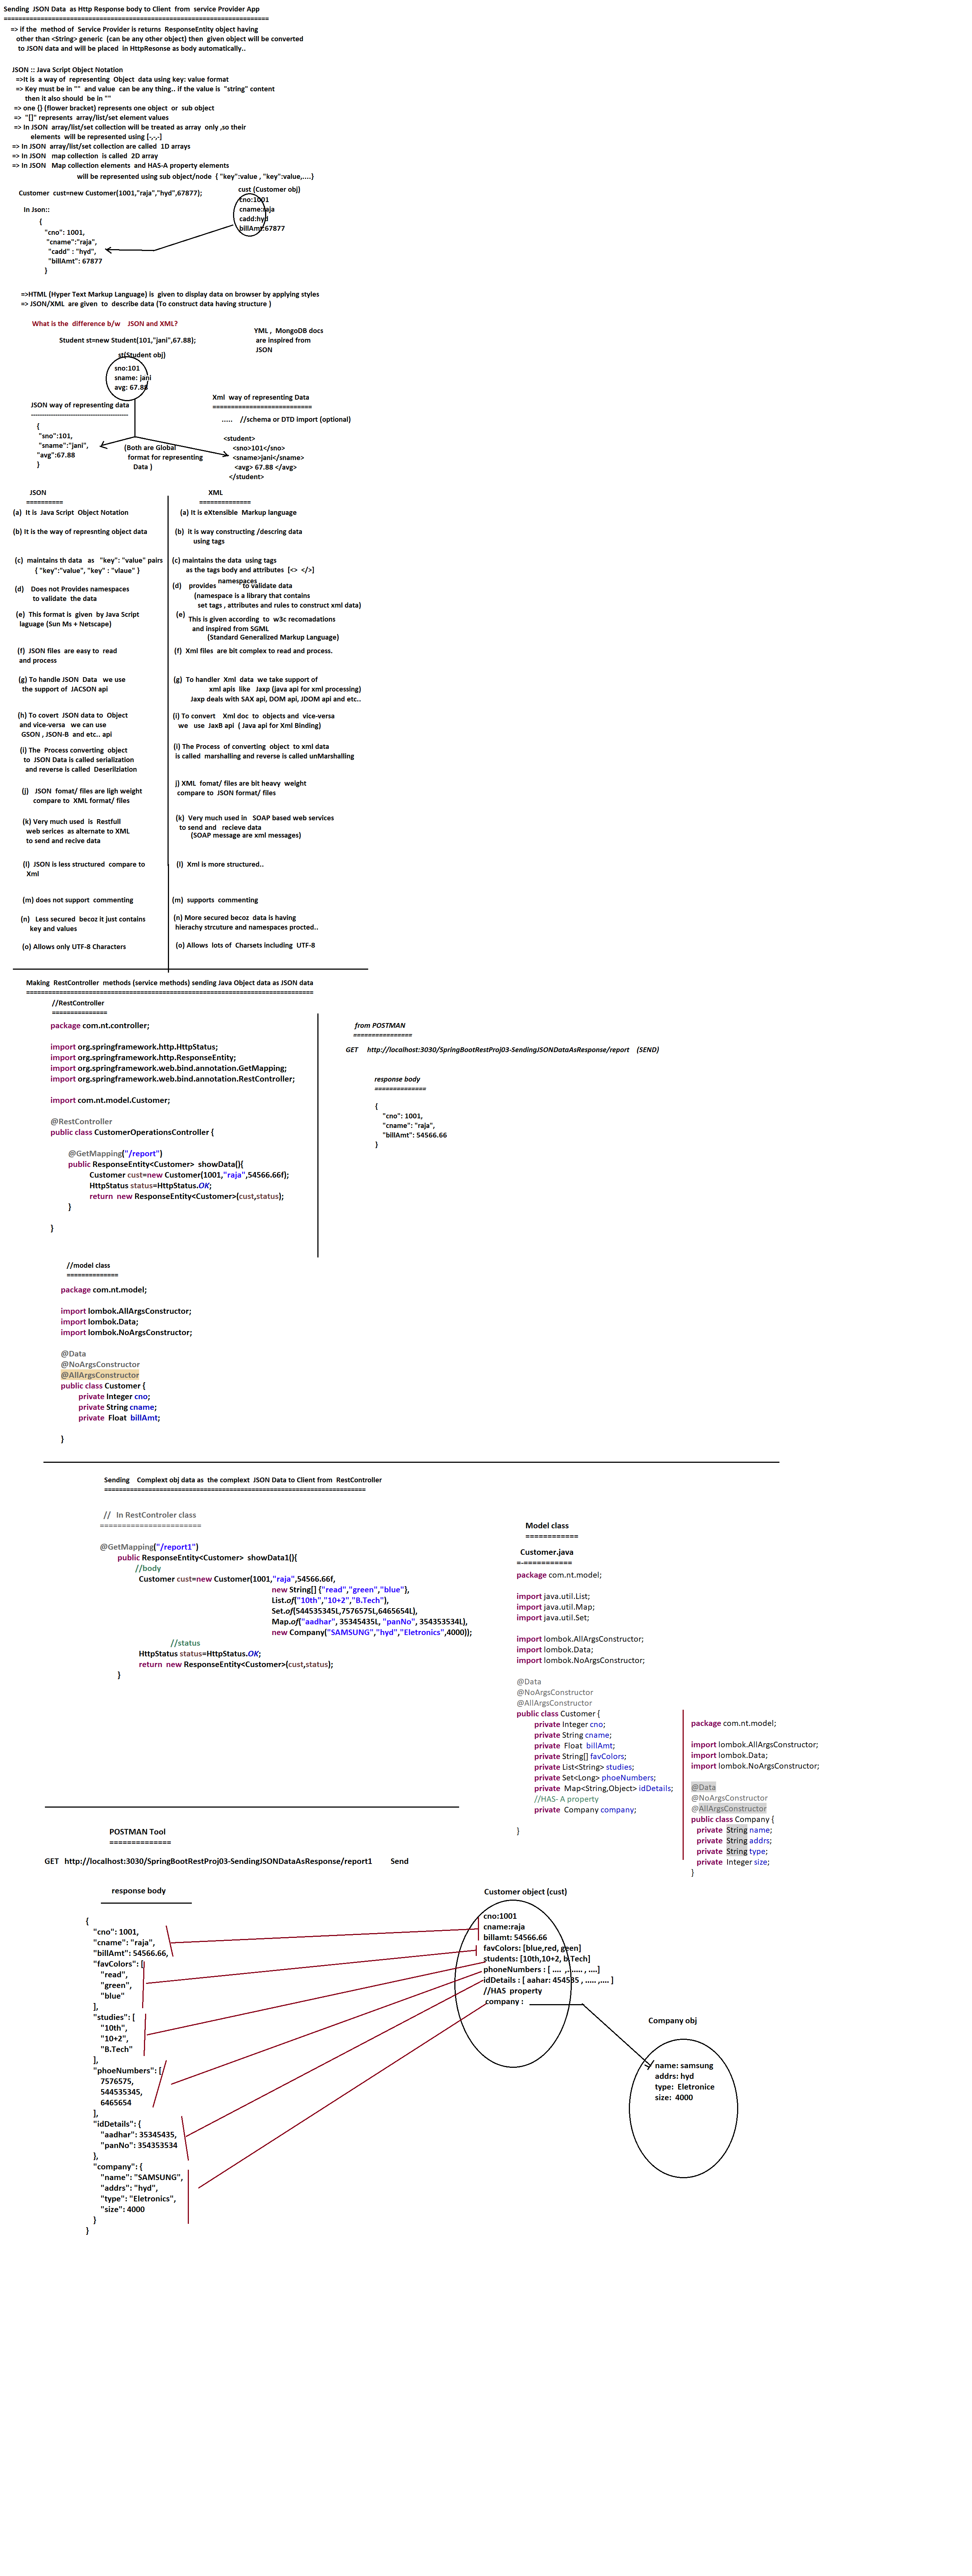 Sending  JSON Data  as Http Response body to Client  from  service Provider App
=====================================================================
=> if the  method of  Service Provider is returns  ResponseEntity object having
other than <String> generic  (can be any other object) then  given object will be converted
to JSON data and will be placed  in HttpResonse as body automatically..
JSON :: Java Script Object Notation
=>It is  a way of  representing  Object  data using key: value format
=> Key must be in ""  and value  can be any thing.. if the value is  "string" content
then it also should  be in ""
=> one {} (flower bracket) represents one object  or  sub object
=>  "[]" represents  array/list/set element values
=> In JSON  array/list/set collection will be treated as array  only ,so their
elements  will be represented using [-,-,-]
=> In JSON  array/list/set collection are called  1D arrays
=> In JSON   map collection  is called  2D array
=> In JSON   Map collection elements  and HAS-A property elements
will be represented using sub object/node  { "key":value , "key":value,....}
Customer  cust=new Customer(1001,"raja","hyd",67877);
cust (Customer obj)
cno:1001
cname:raja
cadd:hyd
billAmt:67877
In Json::
{
"cno": 1001,
"cname":"raja",
"cadd" : "hyd",
"billAmt": 67877
}
=>HTML (Hyper Text Markup Language) is  given to display data on browser by applying styles
=> JSON/XML  are given  to  describe data (To construct data having structure )
What is the  difference b/w    JSON and XML?
YML ,  MongoDB docs
are inspired from
JSON
Student st=new Student(101,"jani",67.88);
st(Student obj)
sno:101
sname: jani
avg: 67.88
JSON way of representing data
---------------------------------------------
{
"sno":101,
"sname":"jani",
"avg":67.88
}
(Both are Global
format for representing
Data )
Xml  way of representing Data
===========================
.....    //schema or DTD import (optional)
<student>
<sno>101</sno>
<sname>jani</sname>
<avg> 67.88 </avg>
</student>
JSON
==========
XML
==============
(a)  It is  Java Script  Object Notation
(a) It is eXtensible  Markup language
(b) It is the way of represnting object data
(b)  it is way constructing /descring data
using tags
(c)  maintains th data   as   "key": "value" pairs
{ "key":"value", "key" : "vlaue" }
(c) maintains the data  using tags
as the tags body and attributes  [<>  </>]
(d)    Does not Provides namespaces
to validate  the data
namespaces
(d)    provides              to validate data
(namespace is a library that contains
set tags , attributes and rules to construct xml data)
(e)  This format is  given  by Java Script
laguage (Sun Ms + Netscape)
(e)
This is given according  to  w3c recomadations
and inspired from SGML
(Standard Generalized Markup Language)
(f)  JSON files  are easy to  read
and process
(f)  Xml files  are bit complex to read and process.
(g) To handle JSON  Data   we use
the support of  JACSON api
(g)   To handler  Xml  data  we take support of
xml apis  like   Jaxp (java api for xml processing)
Jaxp deals with SAX api, DOM api, JDOM api and etc..
(h) To covert  JSON data to  Object
and vice-versa   we can use
GSON , JSON-B  and etc.. api
(i) To convert    Xml doc  to objects and  vice-versa
we   use  JaxB api  ( Java api for Xml Binding)
(i) The   Process converting  object
to  JSON Data is called serialization
and reverse is called  Deserilziation
(i) The Process  of converting  object  to xml data
is called  marshalling and reverse is called unMarshalling
(j)   JSON  fomat/ files are ligh weight
compare to  XML format/ files
j) XML  fomat/ files are bit heavy  weight
compare to  JSON format/ files
(k) Very much used  is  Restfull
web serices  as alternate to XML
to send and recive data
(k)  Very much used in   SOAP based web services
to send and   recieve data
(SOAP message are xml messages)
(l)  JSON is less structured  compare to
Xml
(l)  Xml is more structured..
(m) does not support  commenting
(m)  supports  commenting
(n)   Less secured  becoz it just contains
key and values
(n) More secured becoz  data is having
hierachy strcuture and namespaces procted..
(o) Allows only UTF-8 Characters
(o) Allows  lots of  Charsets including  UTF-8
Making  RestController  methods (service methods) sending Java Object data as JSON data
==============================================================================
//RestController
===============
package com.nt.controller;
import org.springframework.http.HttpStatus;
import org.springframework.http.ResponseEntity;
import org.springframework.web.bind.annotation.GetMapping;
import org.springframework.web.bind.annotation.RestController;
import com.nt.model.Customer;
@RestController
public class CustomerOperationsController {
@GetMapping("/report")
public ResponseEntity<Customer>  showData(){
Customer cust=new Customer(1001,"raja",54566.66f);
HttpStatus status=HttpStatus.OK;
return  new ResponseEntity<Customer>(cust,status);
}
}
from POSTMAN
================
GET     http://localhost:3030/SpringBootRestProj03-SendingJSONDataAsResponse/report    (SEND)
response body
==============
{
"cno": 1001,
"cname": "raja",
"billAmt": 54566.66
}
//model class
==============
package com.nt.model;
import lombok.AllArgsConstructor;
import lombok.Data;
import lombok.NoArgsConstructor;
@Data
@NoArgsConstructor
@AllArgsConstructor
public class Customer {
private Integer cno;
private String cname;
private  Float  billAmt;
}
Sending    Complext obj data as  the complext  JSON Data to Client from  RestController
=======================================================================
//   In RestControler class
=======================
@GetMapping("/report1")
public ResponseEntity<Customer>  showData1(){
//body
Customer cust=new Customer(1001,"raja",54566.66f,
new String[] {"read","green","blue"},
List.of("10th","10+2","B.Tech"),
Set.of(544535345L,7576575L,6465654L),
Map.of("aadhar", 35345435L, "panNo", 354353534L),
new Company("SAMSUNG","hyd","Eletronics",4000));
//status
HttpStatus status=HttpStatus.OK;
return  new ResponseEntity<Customer>(cust,status);
}
Model class
============
Customer.java
=-===========
package com.nt.model;
import java.util.List;
import java.util.Map;
import java.util.Set;
import lombok.AllArgsConstructor;
import lombok.Data;
import lombok.NoArgsConstructor;
@Data
@NoArgsConstructor
@AllArgsConstructor
public class Customer {
private Integer cno;
private String cname;
private  Float  billAmt;
private String[] favColors;
private List<String> studies;
private Set<Long> phoeNumbers;
private  Map<String,Object> idDetails;
//HAS- A property
private  Company company;
}
package com.nt.model;
import lombok.AllArgsConstructor;
import lombok.Data;
import lombok.NoArgsConstructor;
@Data
@NoArgsConstructor
@AllArgsConstructor
public class Company {
private  String name;
private  String addrs;
private  String type;
private  Integer size;
}
POSTMAN Tool
==============
GET   http://localhost:3030/SpringBootRestProj03-SendingJSONDataAsResponse/report1          Send
response body
{
"cno": 1001,
"cname": "raja",
"billAmt": 54566.66,
"favColors": [
"read",
"green",
"blue"
],
"studies": [
"10th",
"10+2",
"B.Tech"
],
"phoeNumbers": [
7576575,
544535345,
6465654
],
"idDetails": {
"aadhar": 35345435,
"panNo": 354353534
},
"company": {
"name": "SAMSUNG",
"addrs": "hyd",
"type": "Eletronics",
"size": 4000
}
}
Customer object (cust)
cno:1001
cname:raja
billamt: 54566.66
favColors: [blue,red, geen]
students: [10th,10+2, b.Tech]
phoneNumbers : [ .... ,....... , ....]
idDetails : [ aahar: 454535 , ..... ,.... ]
//HAS  property
company :
Company obj
name: samsung
addrs: hyd
type:  Eletronice
size:  4000